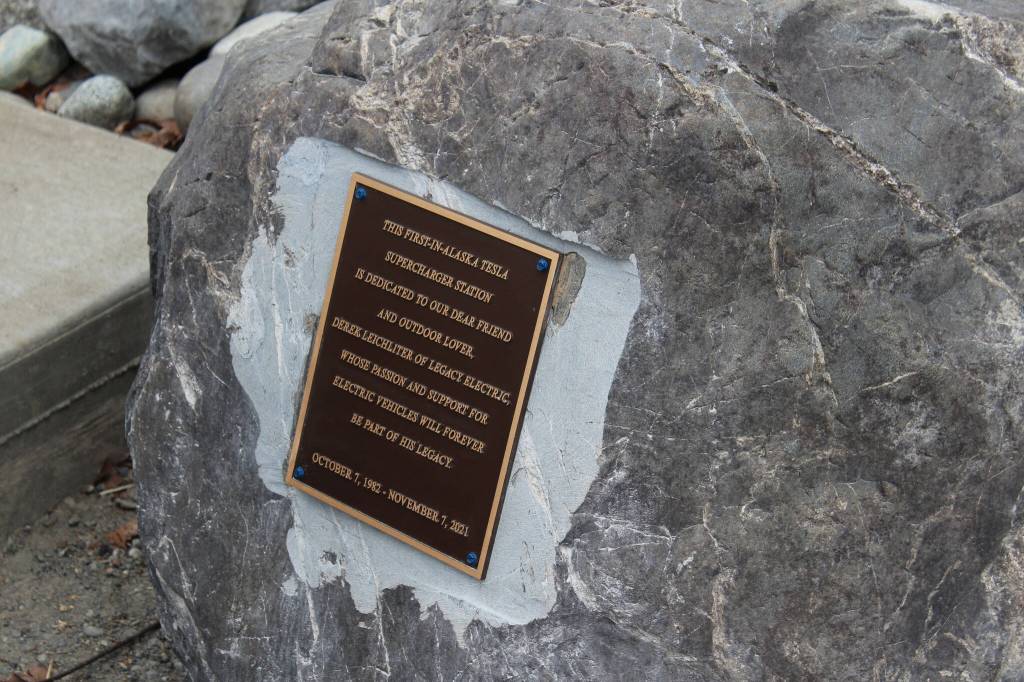 THIS FIRST-IN-ALASKA TESLA
SUPERCHARGER STATION
IS DEDICATED TO OUR DEAR FRIEND
AND OUTDOOR LOVER,
DEREK LEICHLITER OF LEGACY ELECTRIC,
WHOSE PASSION AND SUPPORT FOR
ELECTRIC VEHICLES WILL FOREVER
BE PART OF HIS LEGACY.
OCTOBER 7, 1982 - NOVEMBER 7, 2021